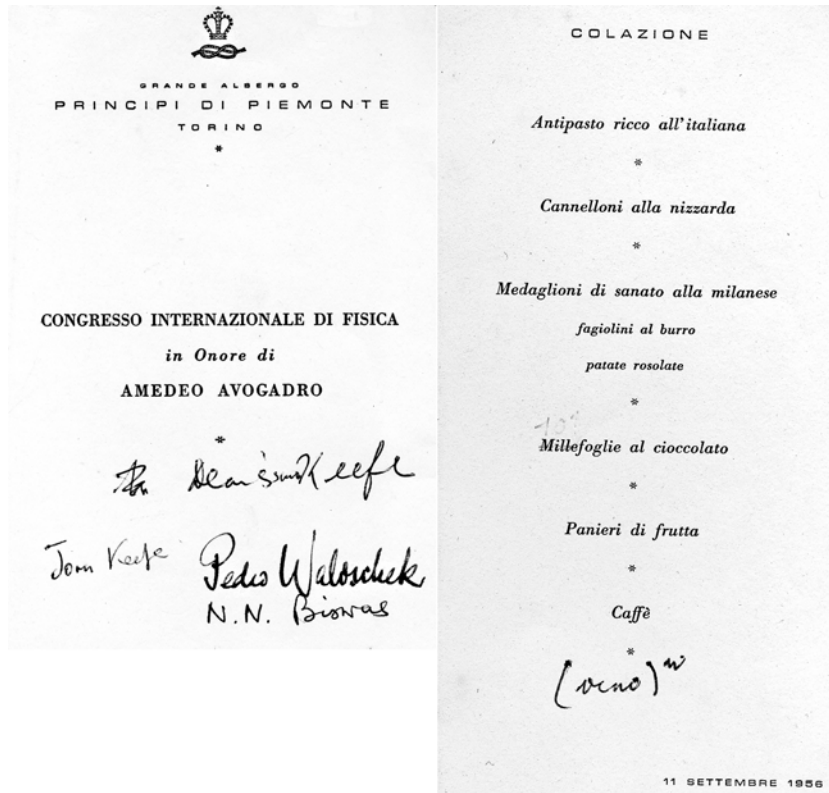 GRANDE ALBERGO
PRINCIPI DI PIEMONTE
TORINO
*
CONGRESSO INTERNAZIONALE DI FISICA
in Onore di
AMEDEO AVOGADRO
*
Keefe
Keefe
Pedro Waloschek
N.N. Biswas
COLAZIONE
Antipasto ricco all'italiana
*
Cannelloni alla nizzarda
*
Medaglioni di sanato alla milanese
fagiolini al burro
patate rosolate
*
Millefoglie al cioccolato
*
Panieri di frutta
*
Caffè
*
(vino)
11 SETTEMBRE 1956